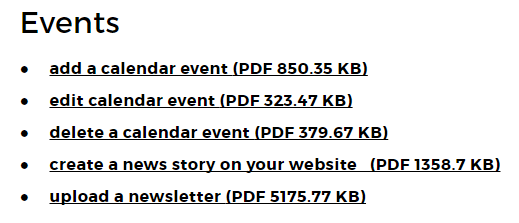 Events
• add a calendar event (PDF 850.35 KB)
• edit calendar event (PDF 323.47 KB)
• delete a calendar event (PDF 379.67 KB)
• create a news story on your website   (PDF 1358.7 KB)
• upload a newsletter (PDF 5175.77 KB)